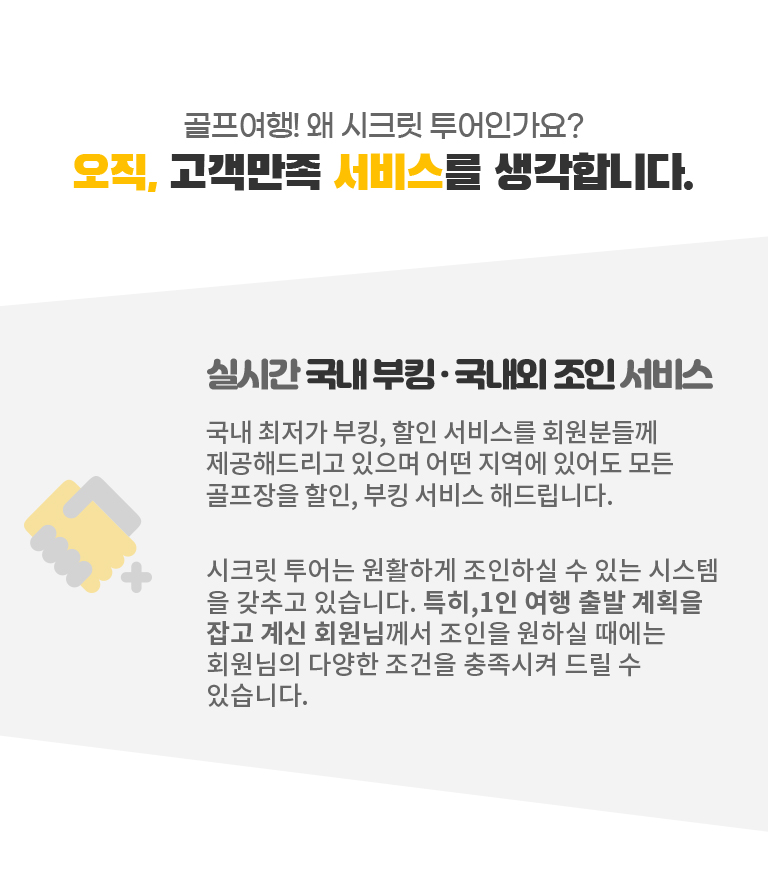 골프여행! 왜 시크릿 투어인가요?
오직, 고객만족 서비스를 생각합니다.
실시간 국내 부킹 · 국내외 조인 서비스
국내 최저가 부킹, 할인 서비스를 회원분들께
제공해드리고 있으며 어떤 지역에 있어도 모든
골프장을 할인, 부킹 서비스 해드립니다.
시크릿 투어는 원활하게 조인하실 수 있는 시스템
을 갖추고 있습니다. 특히,1인 여행 출발 계획을
잡고 계신 회원님께서 조인을 원하실 때에는
회원님의 다양한 조건을 충족시켜 드릴 수
있습니다.